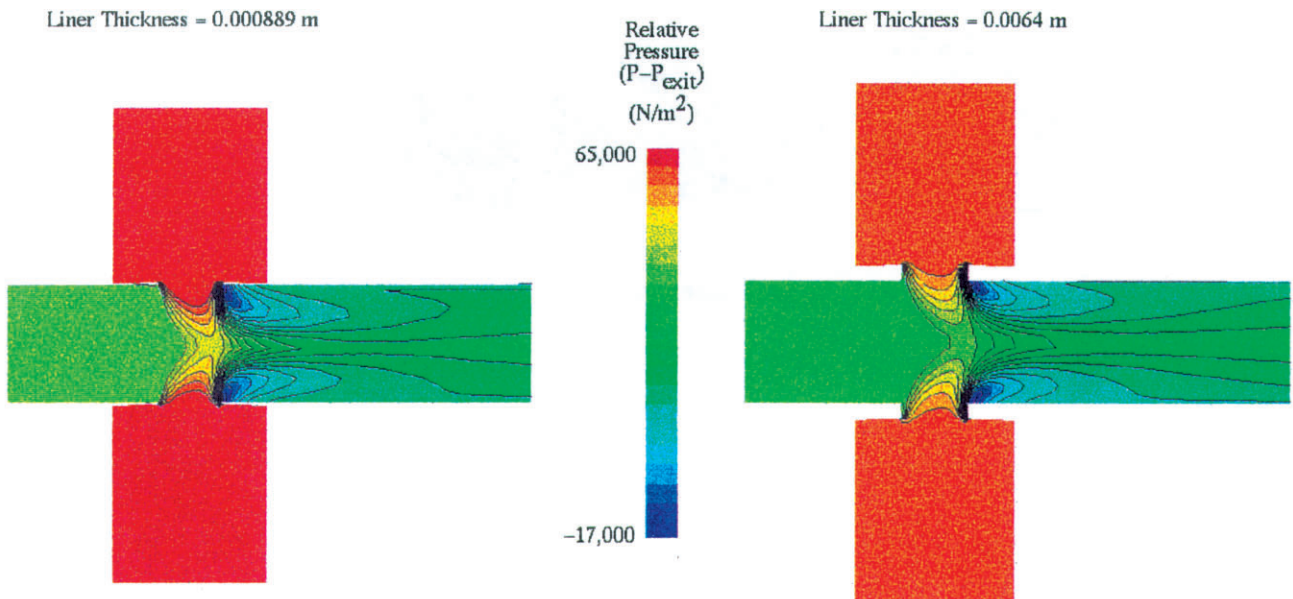 Liner Thickness = 0.000889 m
Liner Thickness = 0.0064 m
Relative
Pressure
(P−Pexit)
(N/m2)
65,000
−17,000